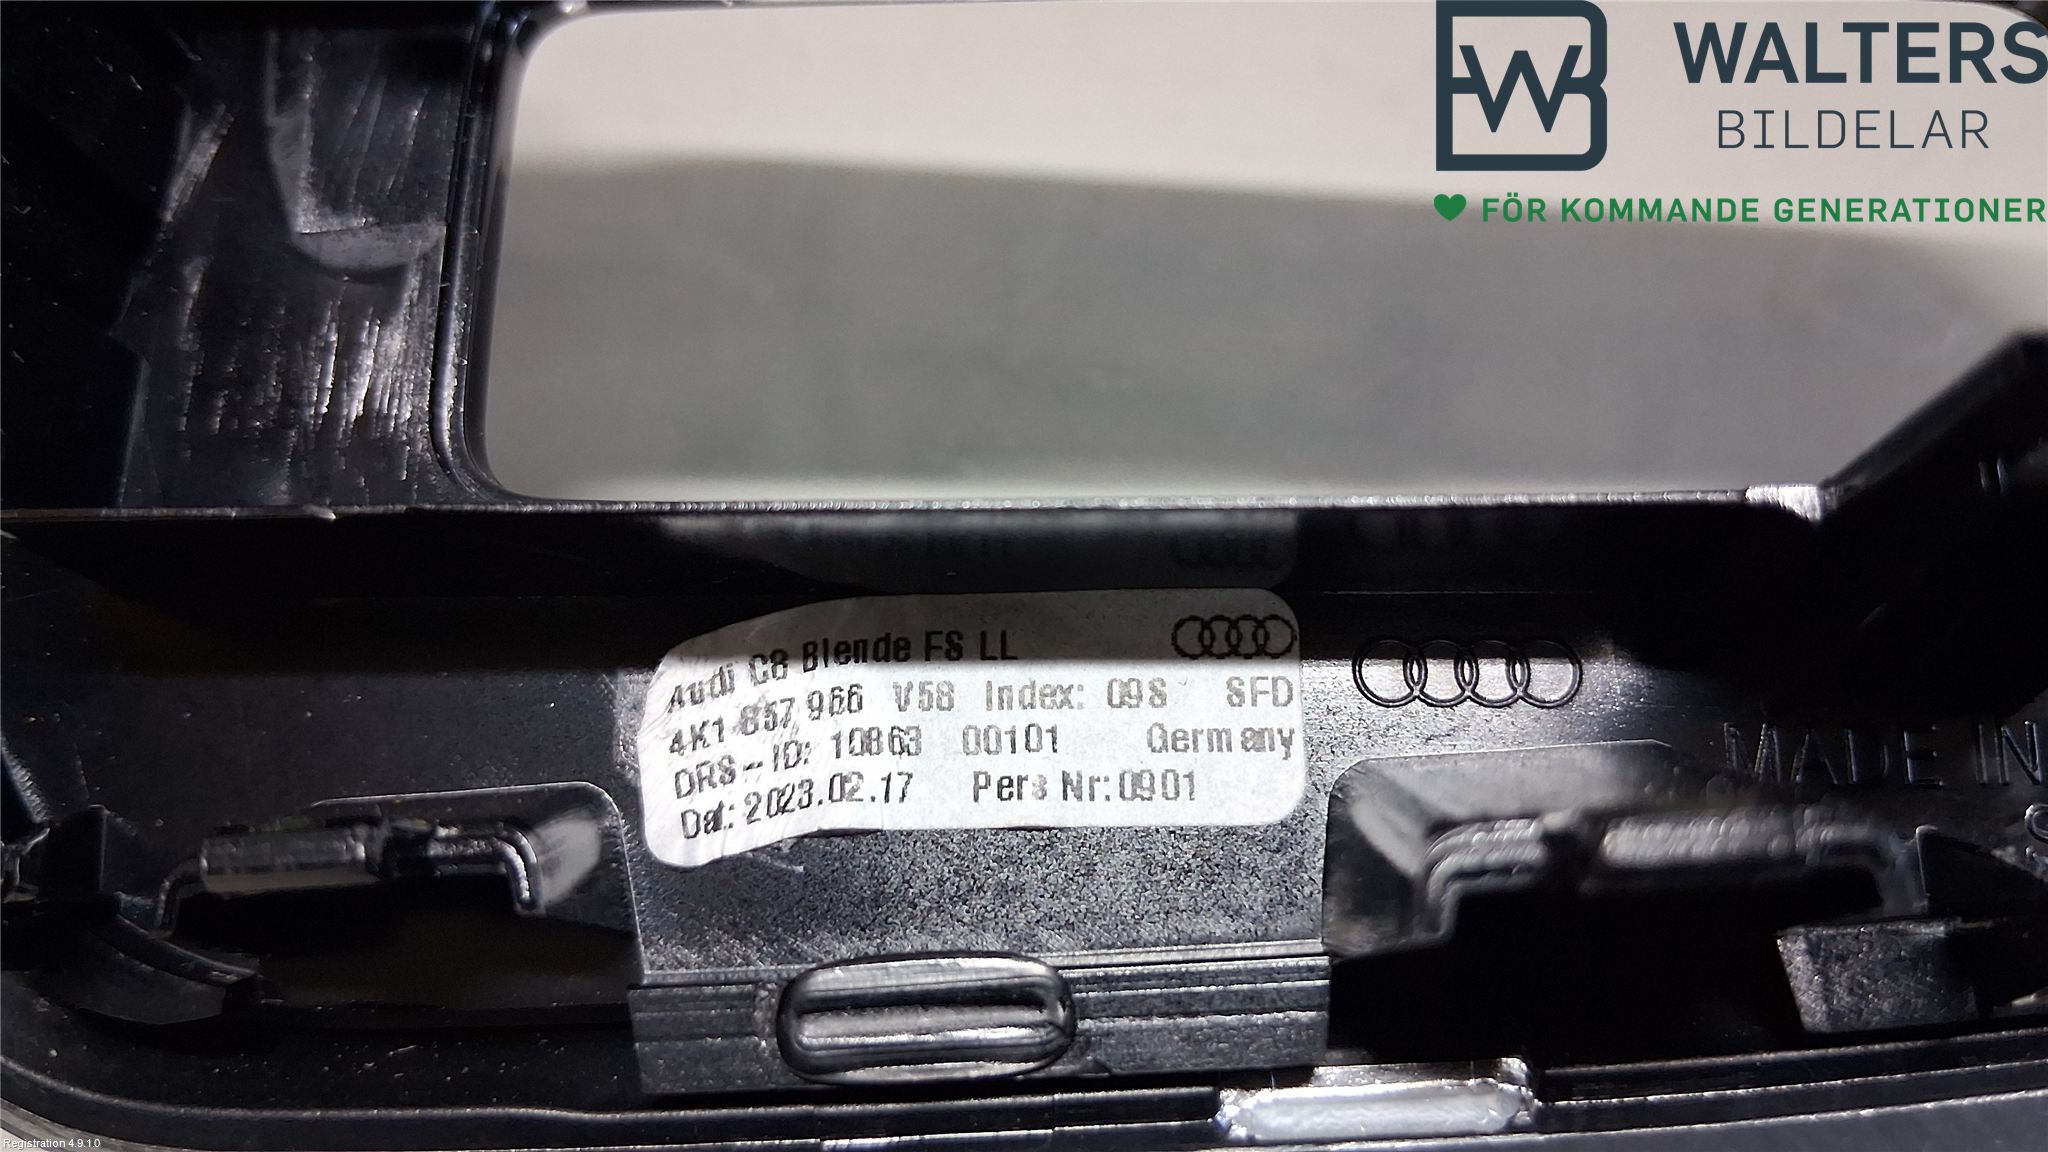 WALTERS
BILDELAR
FÖR KOMMANDE GENERATIONER
Audi C8 Blende FS LL
4K1 857 966 V58 Index: 09S SFD
DRS-ID: 10863 00101 Germany
Dat: 2023.02.17 Pers Nr:0901
MADE IN
Registration 4.9.1.0